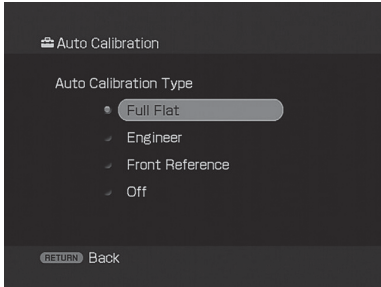 Auto Calibration
Auto Calibration Type
Full Flat
Engineer
Front Reference
Off
RETURN Back